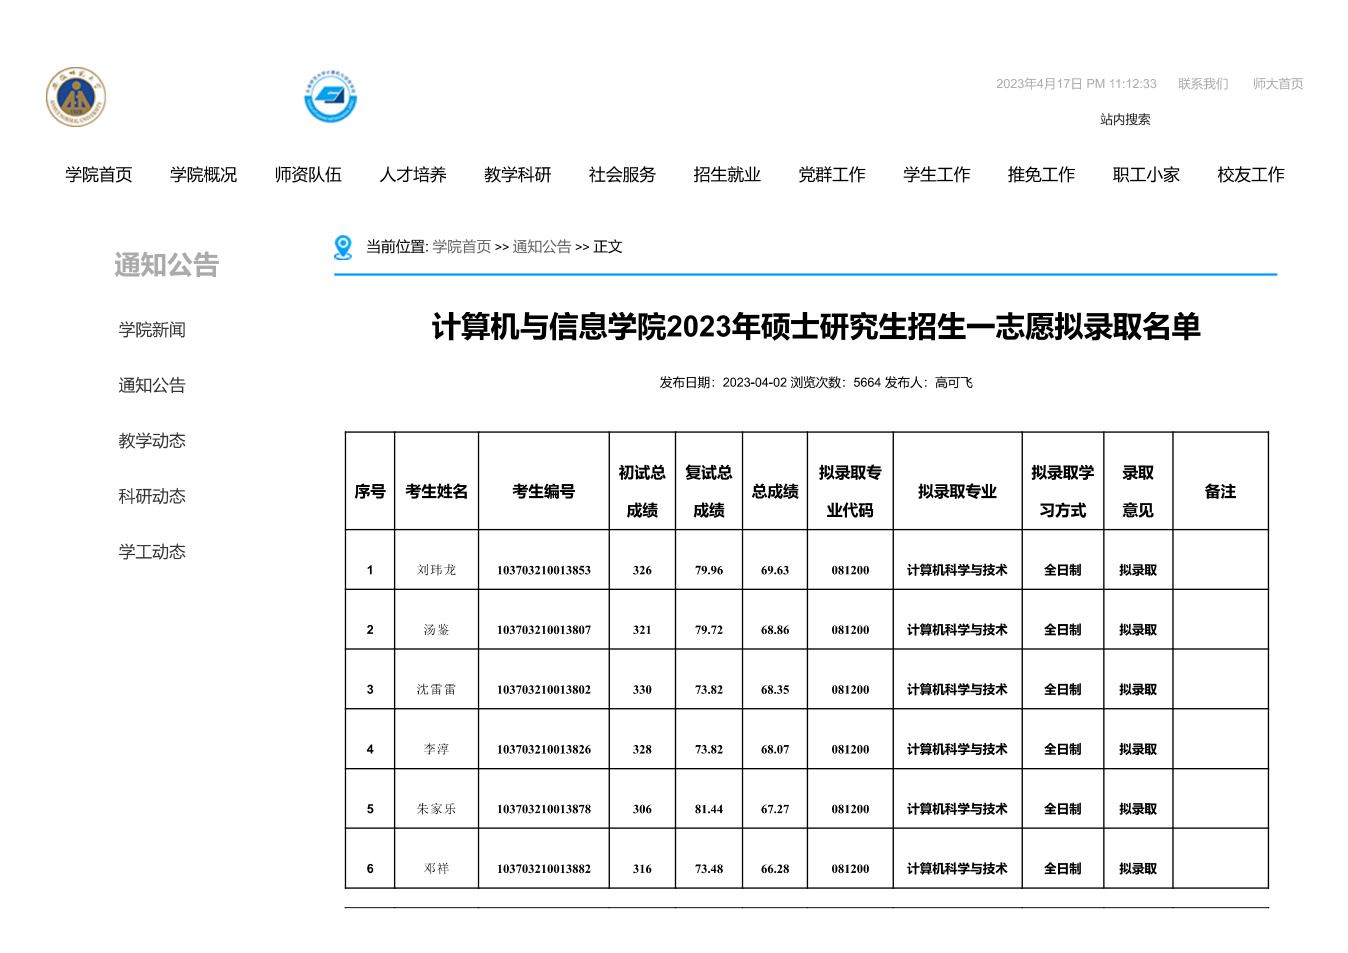 2023年4月17日 PM 11:12:33 联系我们 师大首页
站内搜索
学院首页 学院概况 师资队伍 人才培养 教学科研 社会服务 招生就业 党群工作 学生工作 推免工作 职工小家 校友工作
通知公告
学院新闻
通知公告
教学动态
科研动态
学工动态
当前位置: 学院首页 >> 通知公告 >> 正文
计算机与信息学院2023年硕士研究生招生一志愿拟录取名单
发布日期：2023-04-02 浏览次数：5664 发布人：高可飞
序号 考生姓名 考生编号 初试总成绩 复试总成绩 总成绩 拟录取专业代码 拟录取专业 拟录取学习方式 录取意见 备注
1 刘玮龙 103703210013853 326 79.96 69.63 081200 计算机科学与技术 全日制 拟录取
2 汤鉴 103703210013807 321 79.72 68.86 081200 计算机科学与技术 全日制 拟录取
3 沈雷雷 103703210013802 330 73.82 68.35 081200 计算机科学与技术 全日制 拟录取
4 李淳 103703210013826 328 73.82 68.07 081200 计算机科学与技术 全日制 拟录取
5 朱家乐 103703210013878 306 81.44 67.27 081200 计算机科学与技术 全日制 拟录取
6 邓祥 103703210013882 316 73.48 66.28 081200 计算机科学与技术 全日制 拟录取